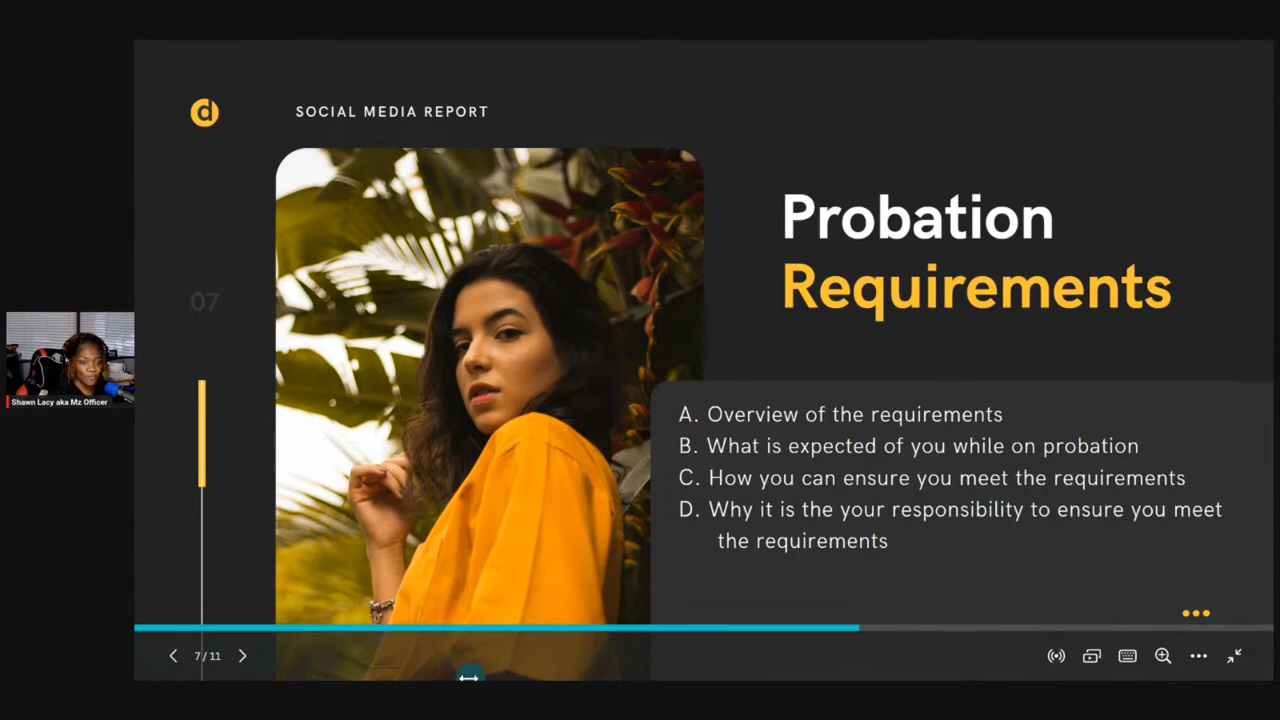 d
SOCIAL MEDIA REPORT
Probation
Requirements
07
Shawn Lacy aka Mz Officer
A. Overview of the requirements
B. What is expected of you while on probation
C. How you can ensure you meet the requirements
D. Why it is the your responsibility to ensure you meet
the requirements
7/11